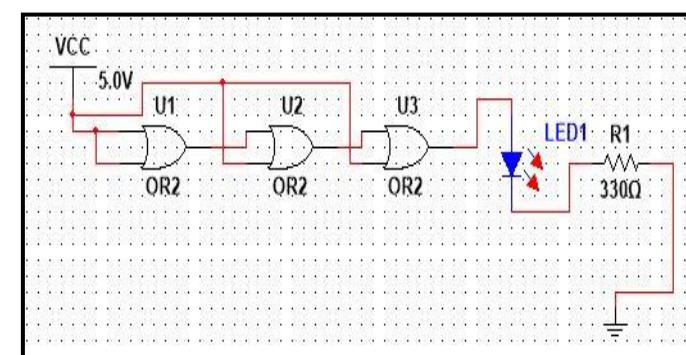 VCC
5.0V
U1
U2
U3
LED1
R1
OR2
OR2
OR2
330Ω